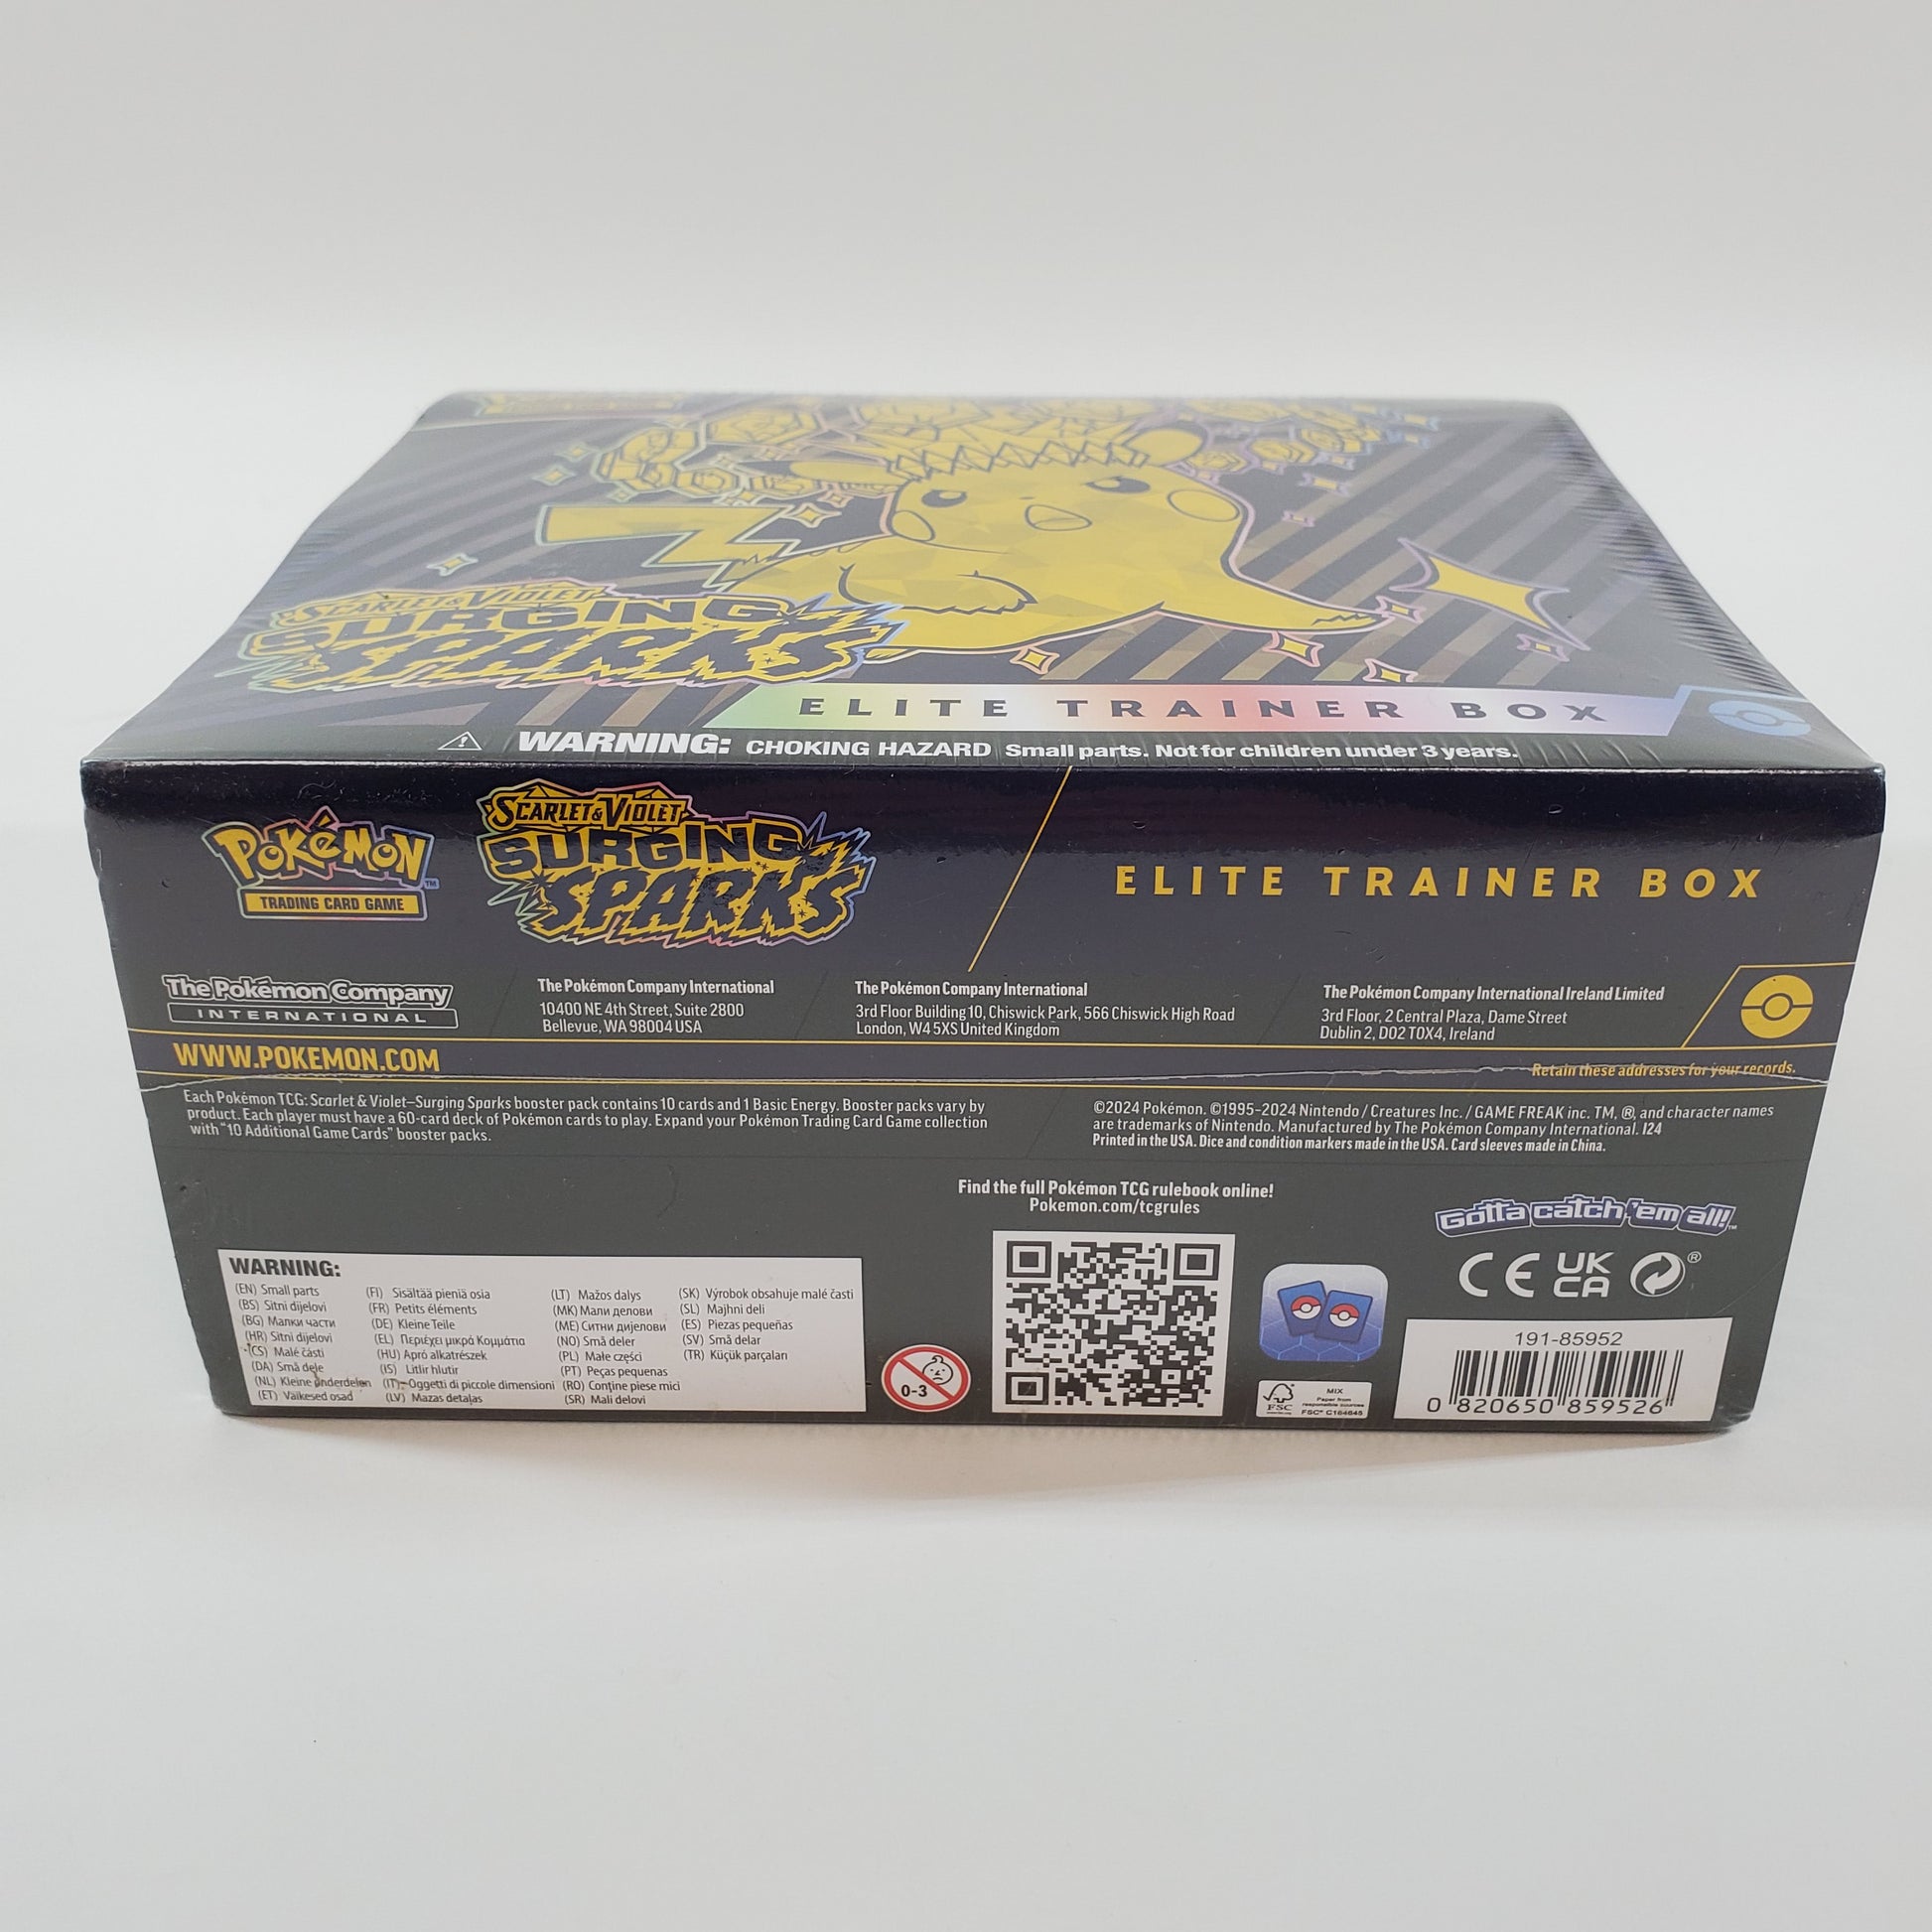 SCARLET & VIOLET
SURGING
SPARKS
ELITE TRAINER BOX
WARNING: CHOKING HAZARD Small parts. Not for children under 3 years.
POKéMON™
TRADING CARD GAME
SCARLET & VIOLET
SURGING
SPARKS
ELITE TRAINER BOX
The Pokémon Company
INTERNATIONAL
The Pokémon Company International
10400 NE 4th Street, Suite 2800
Bellevue, WA 98004 USA
The Pokémon Company International
3rd Floor Building 10, Chiswick Park, 566 Chiswick High Road
London, W4 5XS United Kingdom
The Pokémon Company International Ireland Limited
3rd Floor, 2 Central Plaza, Dame Street
Dublin 2, D02 T0X4, Ireland
WWW.POKEMON.COM
Retain these addresses for your records.
Each Pokémon TCG: Scarlet & Violet—Surging Sparks booster pack contains 10 cards and 1 Basic Energy. Booster packs vary by
product. Each player must have a 60-card deck of Pokémon cards to play. Expand your Pokémon Trading Card Game collection
with "10 Additional Game Cards" booster packs.
©2024 Pokémon. ©1995–2024 Nintendo / Creatures Inc. / GAME FREAK inc. TM, ®, and character names
are trademarks of Nintendo. Manufactured by The Pokémon Company International. I24
Printed in the USA. Dice and condition markers made in the USA. Card sleeves made in China.
Find the full Pokémon TCG rulebook online!
Pokemon.com/tcgrules
Gotta catch 'em all!™
CE UK CA ®
WARNING:
(EN) Small parts
(BS) Sitni dijelovi
(BG) Малки части
(HR) Sitni dijelovi
(CS) Malé části
(DA) Små dele
(NL) Kleine onderdelen
(ET) Väikesed osad
(FI) Sisältää pieniä osia
(FR) Petits éléments
(DE) Kleine Teile
(EL) Περιέχει μικρά Κομμάτια
(HU) Apró alkatrészek
(IS) Litlir hlutir
(IT) Oggetti di piccole dimensioni
(LV) Mazas detaļas
(LT) Mažos dalys
(MK) Мали делови
(ME) Ситни дијелови
(NO) Små deler
(PL) Małe części
(PT) Peças pequenas
(RO) Conține piese mici
(SR) Mali delovi
(SK) Výrobok obsahuje malé časti
(SL) Majhni deli
(ES) Piezas pequeñas
(SV) Små delar
(TR) Küçük parçaları
0-3
FSC
MIX
Paper from
responsible sources
FSC® C164645
191-85952
0 820650 859526